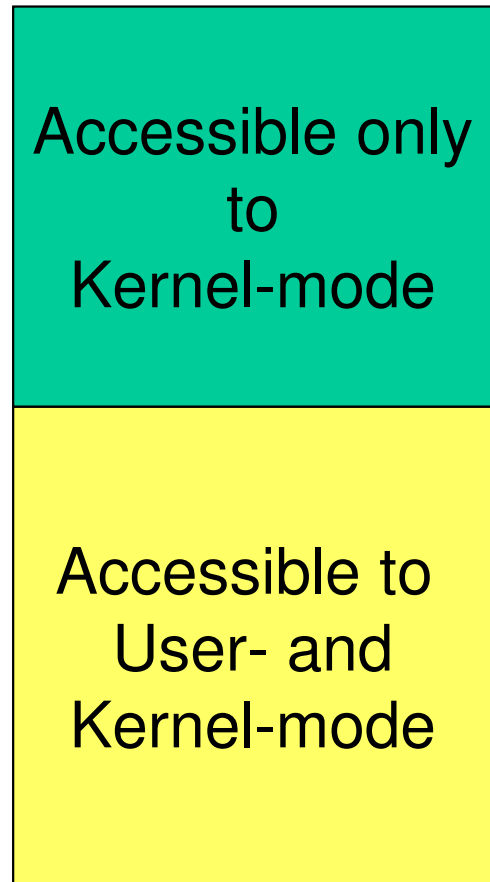 Accessible only
to
Kernel-mode
Accessible to
User- and
Kernel-mode